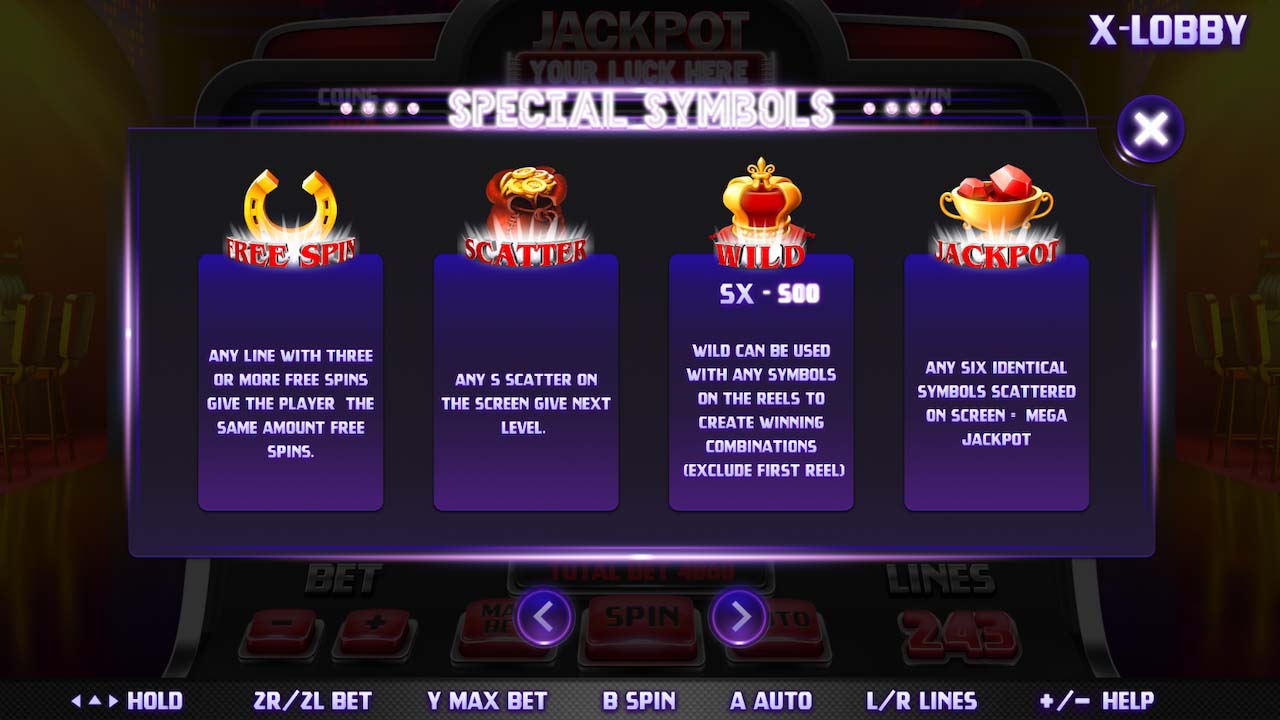 JACKPOT
X-LOBBY
YOUR LUCK HERE
COINS
WIN
SPECIAL SYMBOLS
FREE SPIN
ANY LINE WITH THREE
OR MORE FREE SPINS
GIVE THE PLAYER THE
SAME AMOUNT FREE
SPINS.
SCATTER
ANY 5 SCATTER ON
THE SCREEN GIVE NEXT
LEVEL.
WILD
5X - 500
WILD CAN BE USED
WITH ANY SYMBOLS
ON THE REELS TO
CREATE WINNING
COMBINATIONS
(EXCLUDE FIRST REEL)
JACKPOT
ANY SIX IDENTICAL
SYMBOLS SCATTERED
ON SCREEN = MEGA
JACKPOT
BET
TOTAL BET 4860
LINES
- +
SPIN
243
HOLD
ZR/ZL BET
Y MAX BET
B SPIN
A AUTO
L/R LINES
+/- HELP